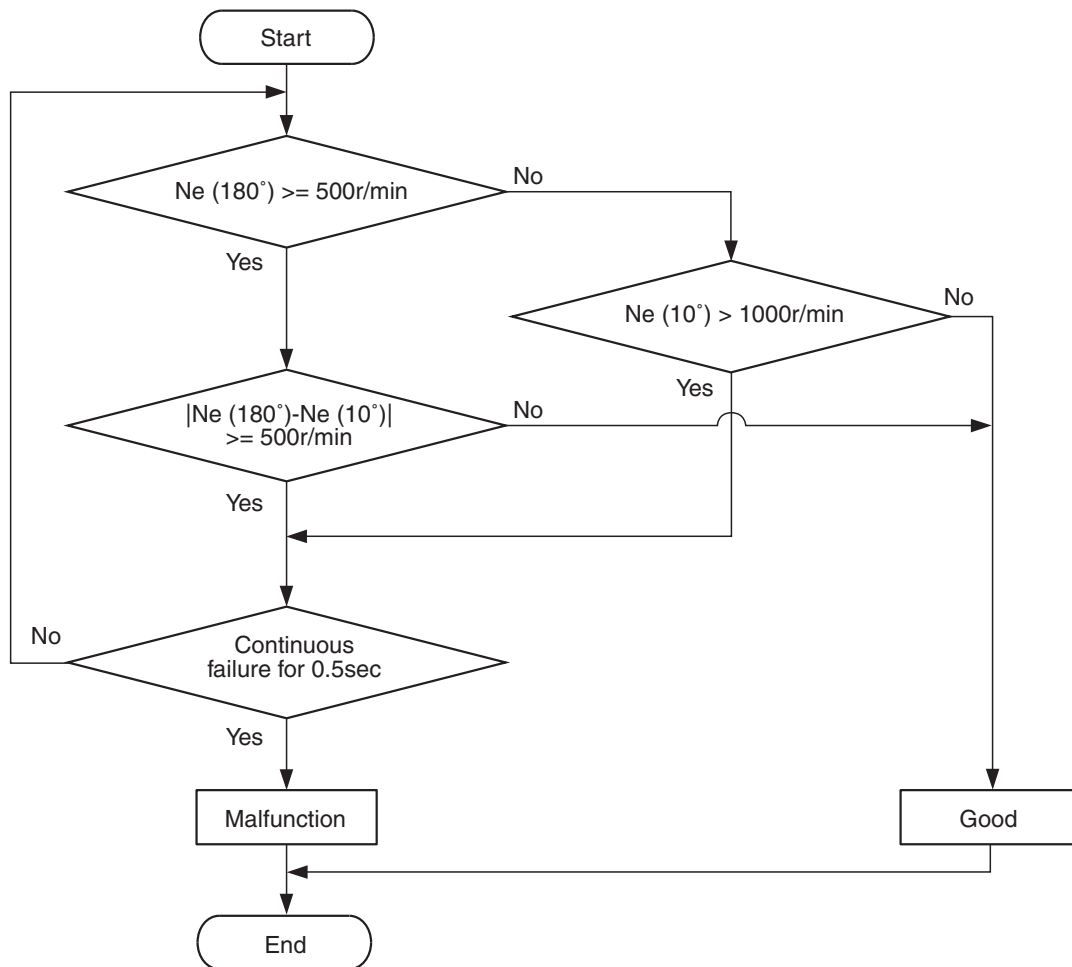 Start
Ne (180˚) >= 500r/min
No
Yes
Ne (10˚) > 1000r/min
No
Yes
|Ne (180˚)-Ne (10˚)|
>= 500r/min
No
Yes
Continuous
failure for 0.5sec
No
Yes
Malfunction
Good
End